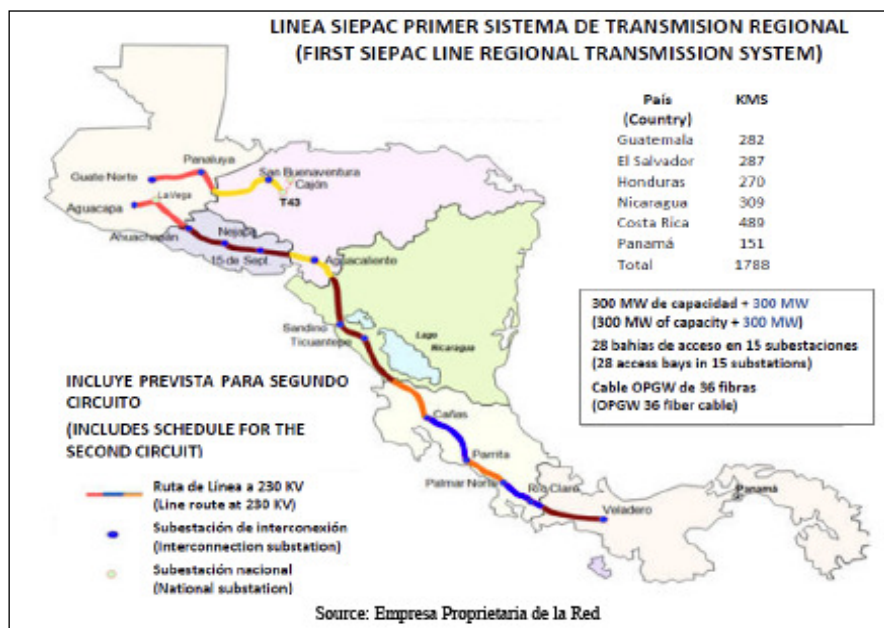 LINEA SIEPAC PRIMER SISTEMA DE TRANSMISION REGIONAL
(FIRST SIEPAC LINE REGIONAL TRANSMISSION SYSTEM)
País KMS
(Country)
Guatemala 282
El Salvador 287
Honduras 270
Nicaragua 309
Costa Rica 489
Panamá 151
Total 1788
300 MW de capacidad + 300 MW
(300 MW of capacity + 300 MW)
28 bahias de acceso en 15 subestaciones
(28 access bays in 15 substations)
Cable OPGW de 36 fibras
(OPGW 36 fiber cable)
Panaluya
San Buenaventura
Guate Norte
Cajón
La Vega
T43
Aguacapa
Ahuachapán
Nejapa
15 de Sept.
Aguacaliente
Sandino
Ticuantepe
Lago
Nicaragua
Cañas
Parrita
Palmar Norte
Río Claro
Veladero
Panamá
INCLUYE PREVISTA PARA SEGUNDO
CIRCUITO
(INCLUDES SCHEDULE FOR THE
SECOND CIRCUIT)
Ruta de Línea a 230 KV
(Line route at 230 KV)
Subestación de interconexión
(Interconnection substation)
Subestación nacional
(National substation)
Source: Empresa Proprietaria de la Red